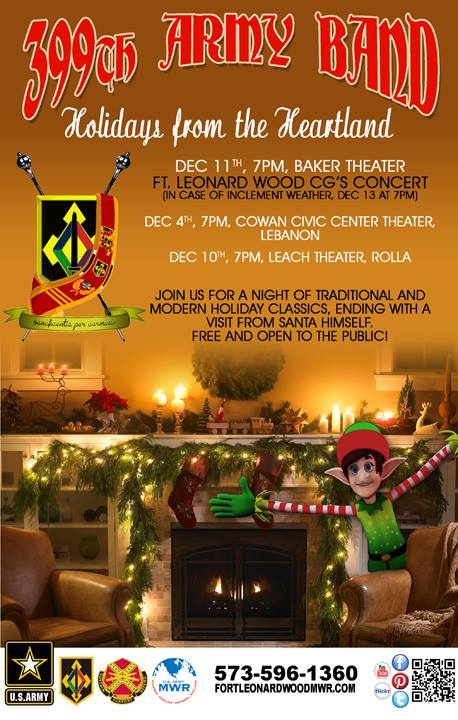 399th ARMY BAND
Holidays from the Heartland
DEC 11TH, 7PM, BAKER THEATER
FT. LEONARD WOOD CG'S CONCERT
(IN CASE OF INCLEMENT WEATHER, DEC 13 AT 7PM)
DEC 4TH, 7PM, COWAN CIVIC CENTER THEATER,
LEBANON
DEC 10TH, 7PM, LEACH THEATER, ROLLA
JOIN US FOR A NIGHT OF TRADITIONAL AND
MODERN HOLIDAY CLASSICS, ENDING WITH A
VISIT FROM SANTA HIMSELF.
FREE AND OPEN TO THE PUBLIC!
U.S.ARMY
U.S. ARMY
MWR
573-596-1360
FORTLEONARDWOODMWR.COM
You Tube
flickr